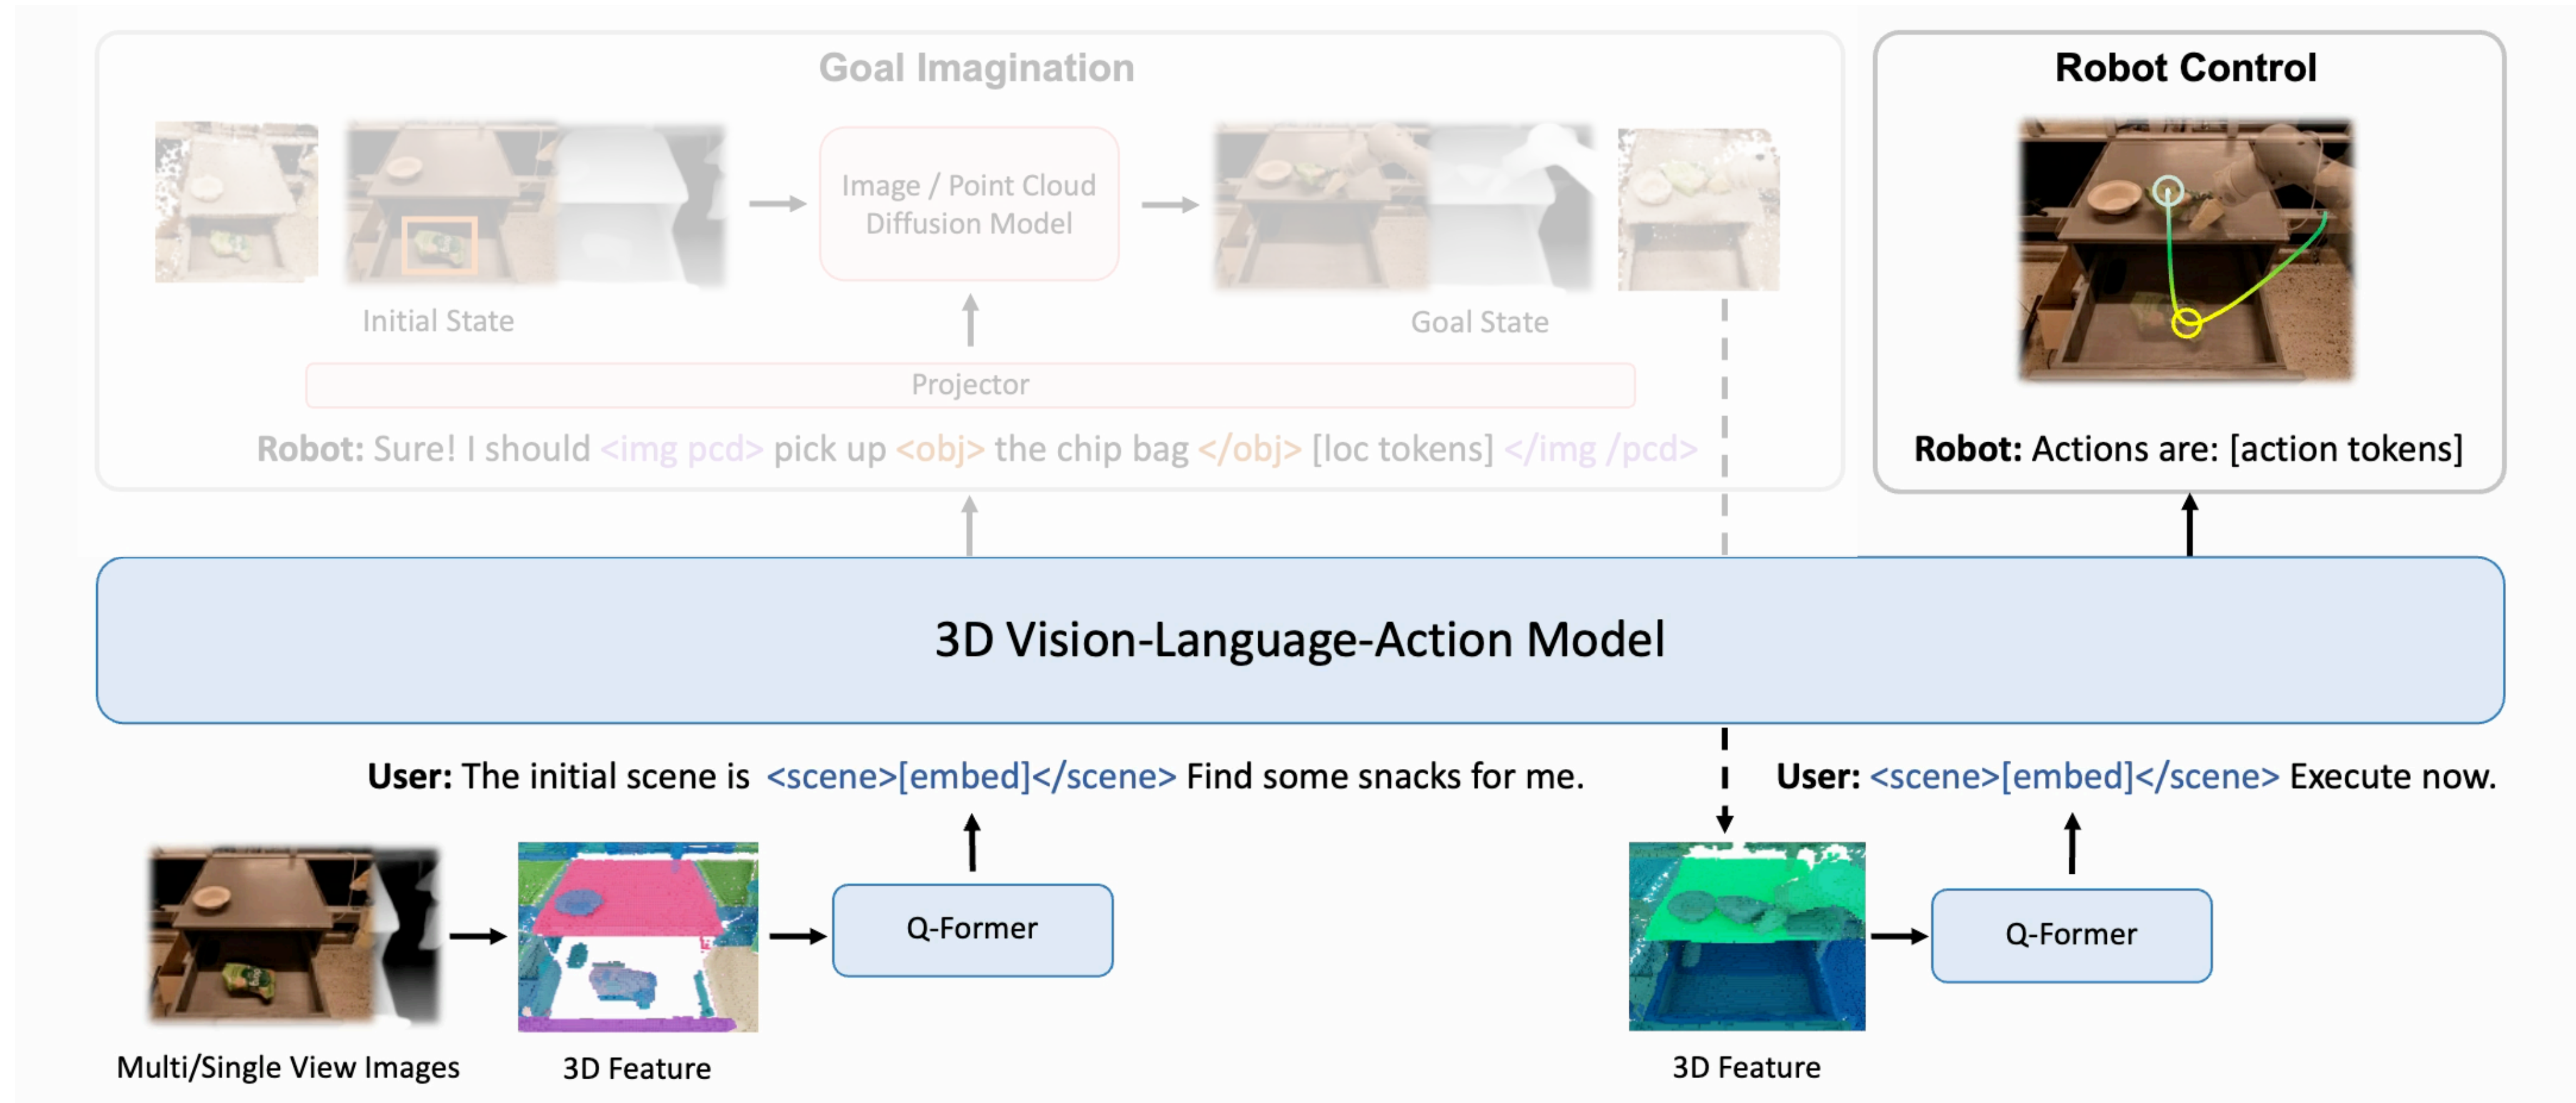 Goal Imagination
Image / Point Cloud
Diffusion Model
Initial State
Goal State
Projector
Robot: Sure! I should <img pcd> pick up <obj> the chip bag </obj> [loc tokens] </img /pcd>
Robot Control
Robot: Actions are: [action tokens]
3D Vision-Language-Action Model
User: The initial scene is <scene>[embed]</scene> Find some snacks for me.
User: <scene>[embed]</scene> Execute now.
Q-Former
Q-Former
Multi/Single View Images
3D Feature
3D Feature